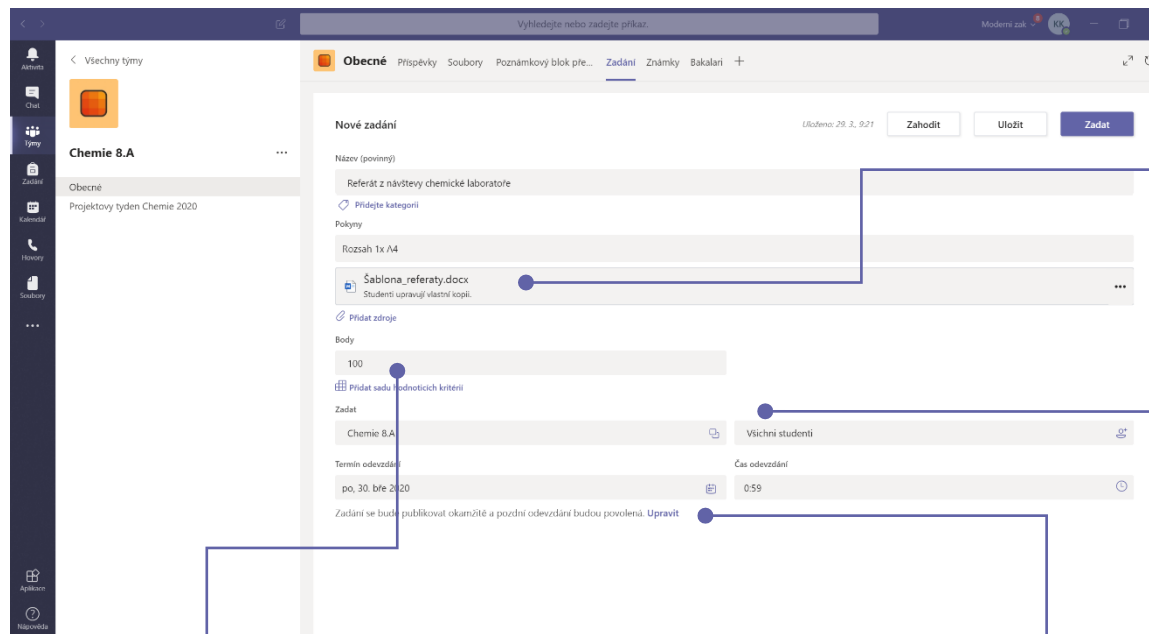 Vyhledejte nebo zadejte příkaz.
Moderni zak
KK
Aktivita
Chat
Týmy
Zadání
Kalendář
Hovory
Soubory
Aplikace
Nápověda
Všechny týmy
Chemie 8.A
Obecné
Projektovy tyden Chemie 2020
Obecné Příspěvky Soubory Poznámkový blok pře... Zadání Známky Bakalari
Nové zadání
Uloženo: 29. 3., 9:21 Zahodit Uložit Zadat
Název (povinný)
Referát z návštevy chemické laboratoře
Přidejte kategorii
Pokyny
Rozsah 1x A4
Šablona_referaty.docx
Studenti upravují vlastní kopii.
Přidat zdroje
Body
100
Přidat sadu hodnoticích kritérií
Zadat
Chemie 8.A Všichni studenti
Termín odevzdání Čas odevzdání
po, 30. bře 2020 0:59
Zadání se bude publikovat okamžitě a pozdní odevzdání budou povolená. Upravit